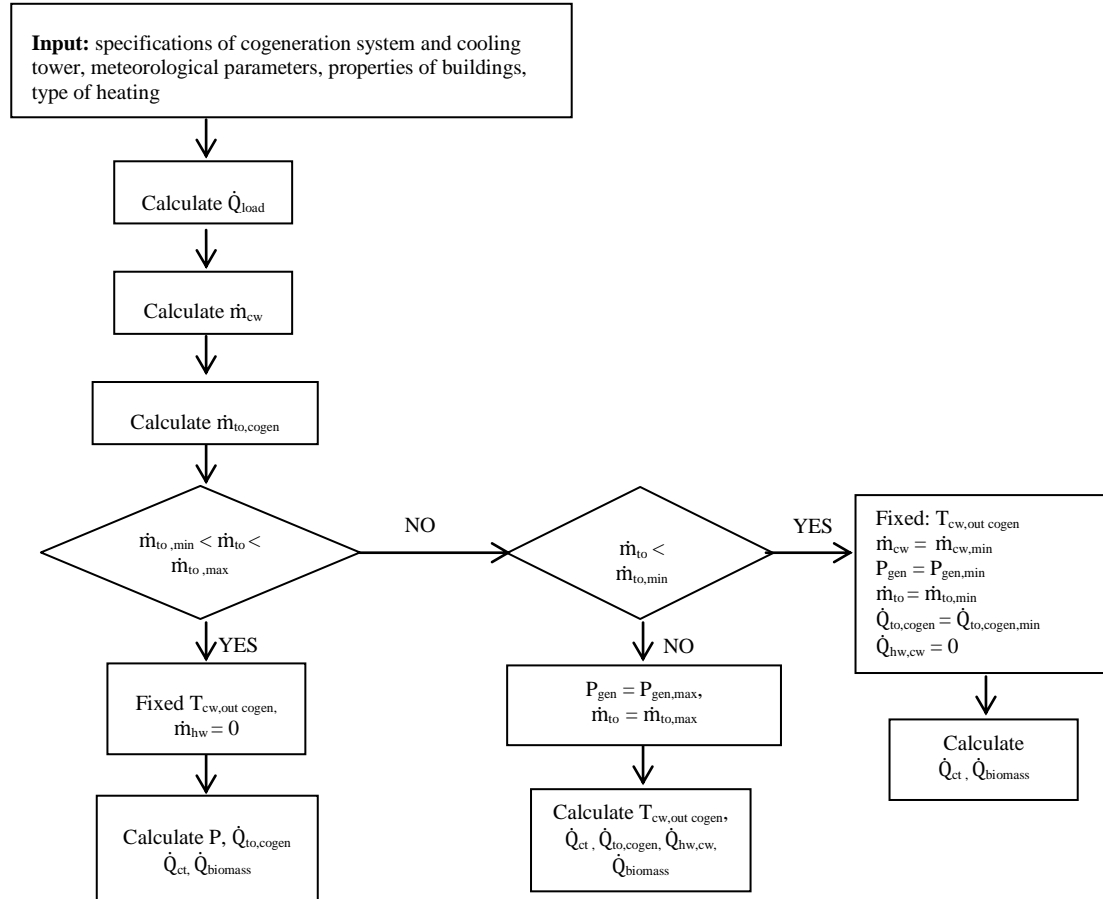 Input: specifications of cogeneration system and cooling
tower, meteorological parameters, properties of buildings,
type of heating
Calculate Q̇load
Calculate ṁcw
Calculate ṁto,cogen
ṁto ,min < ṁto <
ṁto ,max
NO
ṁto <
ṁto,min
YES
Fixed: Tcw,out cogen
ṁcw = ṁcw,min
Pgen = Pgen,min
ṁto = ṁto,min
Q̇to,cogen = Q̇to,cogen,min
Q̇hw,cw = 0
YES
Fixed Tcw,out cogen,
ṁhw = 0
NO
Pgen = Pgen,max,
ṁto = ṁto,max
Calculate
Q̇ct , Q̇biomass
Calculate P, Q̇to,cogen
Q̇ct, Q̇biomass
Calculate Tcw,out cogen,
Q̇ct , Q̇to,cogen, Q̇hw,cw,
Q̇biomass